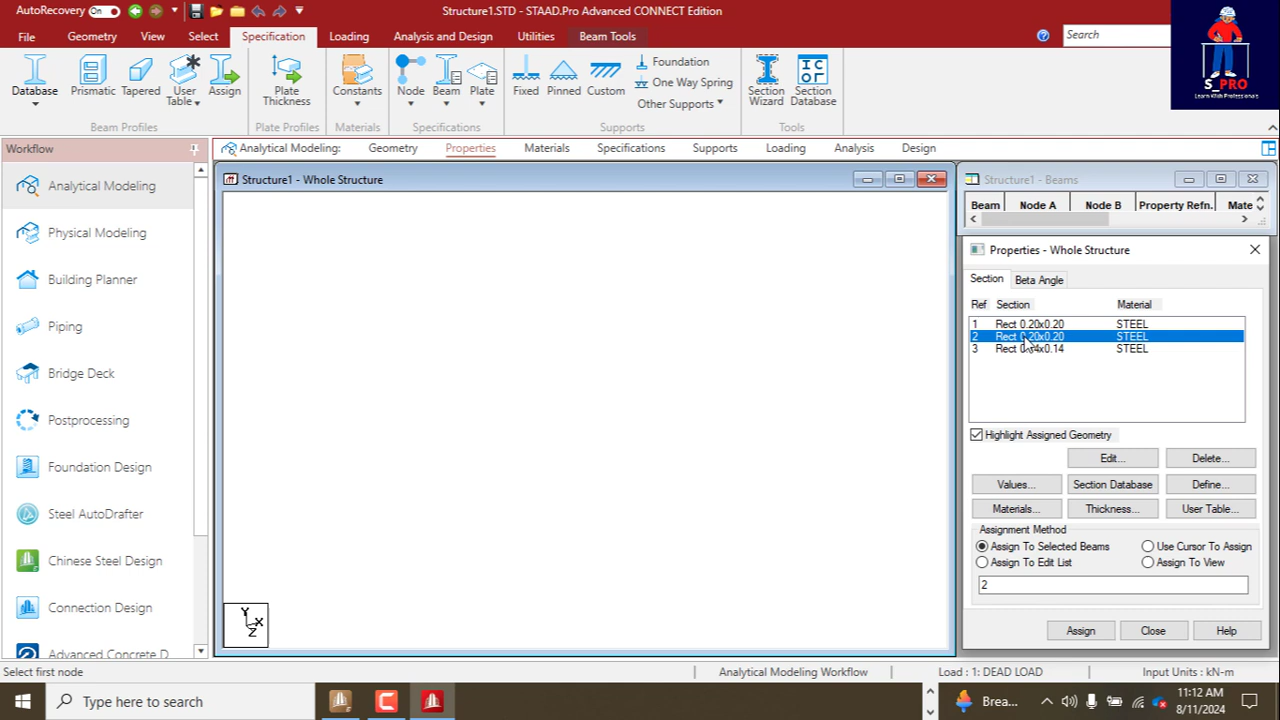 AutoRecovery On
Structure1.STD - STAAD.Pro Advanced CONNECT Edition
File Geometry View Select Specification Loading Analysis and Design Utilities Beam Tools
Search
S_PRO
Learn With Professionals
Database Prismatic Tapered User Table Assign
Plate Thickness
Constants
Node Beam Plate
Fixed Pinned Custom
Foundation
One Way Spring
Other Supports
Section Wizard Section Database
Beam Profiles Plate Profiles Materials Specifications Supports Tools
Workflow
Analytical Modeling: Geometry Properties Materials Specifications Supports Loading Analysis Design
Analytical Modeling
Physical Modeling
Building Planner
Piping
Bridge Deck
Postprocessing
Foundation Design
Steel AutoDrafter
Chinese Steel Design
Connection Design
Advanced Concrete D
Structure1 - Whole Structure
Y
X
Z
Structure1 - Beams
Beam Node A Node B Property Refn. Mate
Properties - Whole Structure
Section Beta Angle
Ref Section Material
1 Rect 0.20x0.20 STEEL
2 Rect 0.20x0.20 STEEL
3 Rect 0.14x0.14 STEEL
Highlight Assigned Geometry
Edit... Delete...
Values... Section Database Define...
Materials... Thickness... User Table...
Assignment Method
Assign To Selected Beams Use Cursor To Assign
Assign To Edit List Assign To View
2
Assign Close Help
Select first node
Analytical Modeling Workflow
Load : 1: DEAD LOAD
Input Units : kN-m
Type here to search
Brea...
11:12 AM
8/11/2024